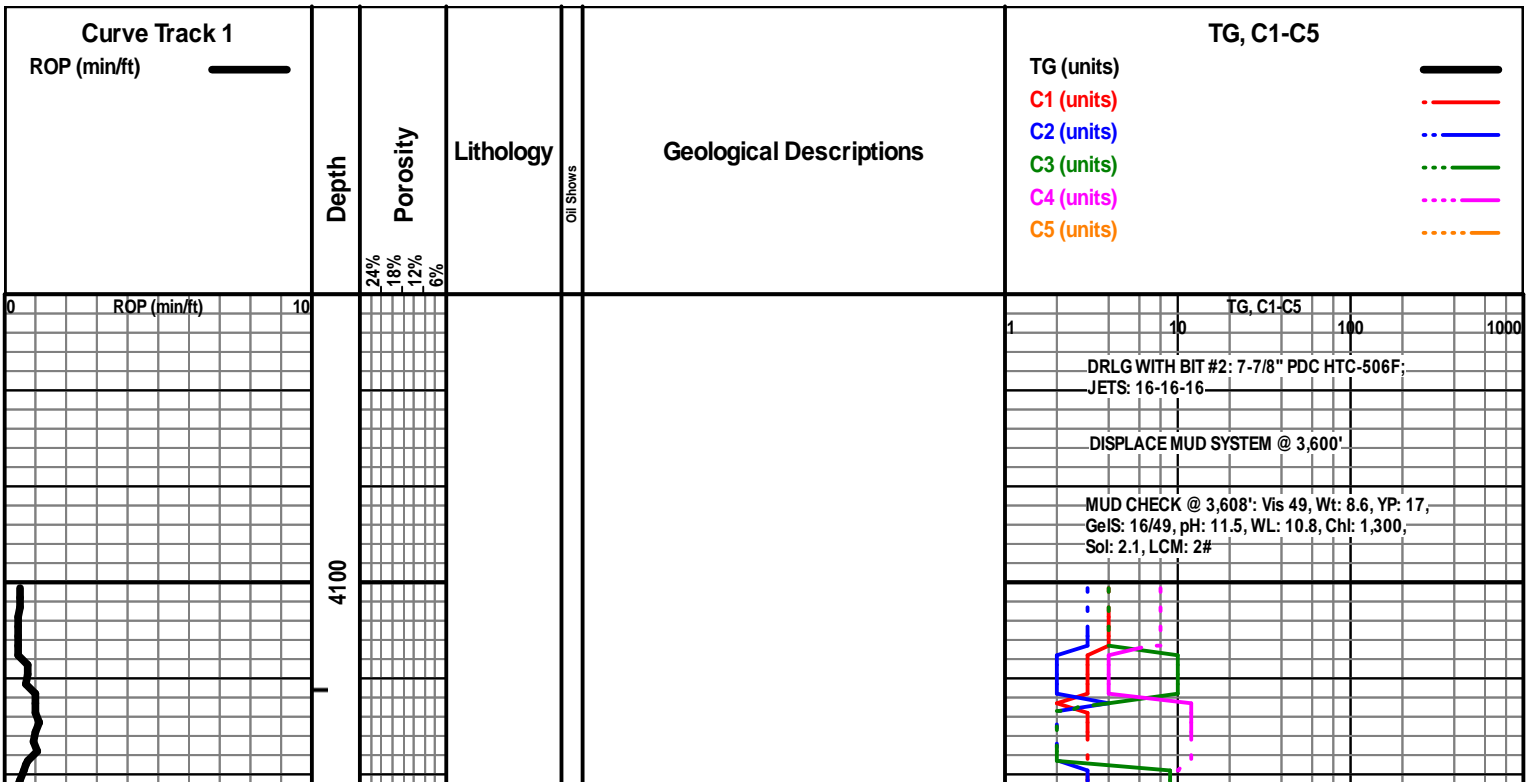 Curve Track 1
ROP (min/ft)
Depth
Porosity
24%
18%
12%
6%
Lithology
Oil Shows
Geological Descriptions
TG, C1-C5
TG (units)
C1 (units)
C2 (units)
C3 (units)
C4 (units)
C5 (units)
0 ROP (min/ft) 10
TG, C1-C5
1 10 100 1000
DRLG WITH BIT #2: 7-7/8" PDC HTC-506F;
JETS: 16-16-16
DISPLACE MUD SYSTEM @ 3,600'
MUD CHECK @ 3,608': Vis 49, Wt: 8.6, YP: 17,
GelS: 16/49, pH: 11.5, WL: 10.8, Chl: 1,300,
Sol: 2.1, LCM: 2#
4100